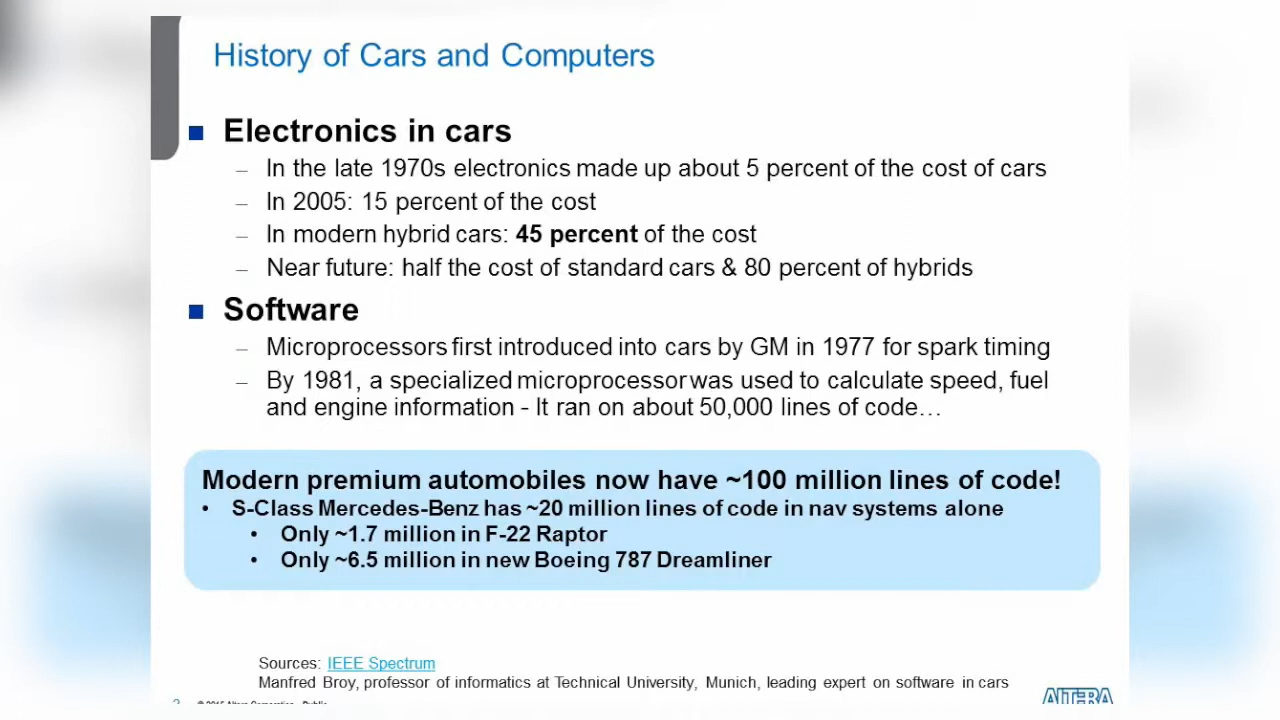 History of Cars and Computers
Electronics in cars
– In the late 1970s electronics made up about 5 percent of the cost of cars
– In 2005: 15 percent of the cost
– In modern hybrid cars: 45 percent of the cost
– Near future: half the cost of standard cars & 80 percent of hybrids
Software
– Microprocessors first introduced into cars by GM in 1977 for spark timing
– By 1981, a specialized microprocessor was used to calculate speed, fuel
and engine information - It ran on about 50,000 lines of code…
Modern premium automobiles now have ~100 million lines of code!
• S-Class Mercedes-Benz has ~20 million lines of code in nav systems alone
• Only ~1.7 million in F-22 Raptor
• Only ~6.5 million in new Boeing 787 Dreamliner
Sources: IEEE Spectrum
Manfred Broy, professor of informatics at Technical University, Munich, leading expert on software in cars
© 2015 Altera Corporation - Public
ALTERA